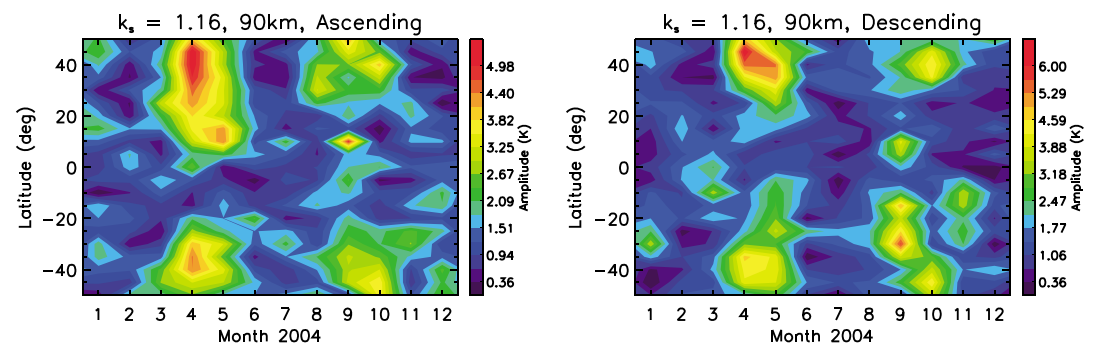 k_s = 1.16, 90km, Ascending
40
20
0
−20
−40
Latitude (deg)
1 2 3 4 5 6 7 8 9 10 11 12
Month 2004
4.98
4.40
3.82
3.25
2.67
2.09
1.51
0.94
0.36
Amplitude (K)
k_s = 1.16, 90km, Descending
40
20
0
−20
−40
Latitude (deg)
1 2 3 4 5 6 7 8 9 10 11 12
Month 2004
6.00
5.29
4.59
3.88
3.18
2.47
1.77
1.06
0.36
Amplitude (K)